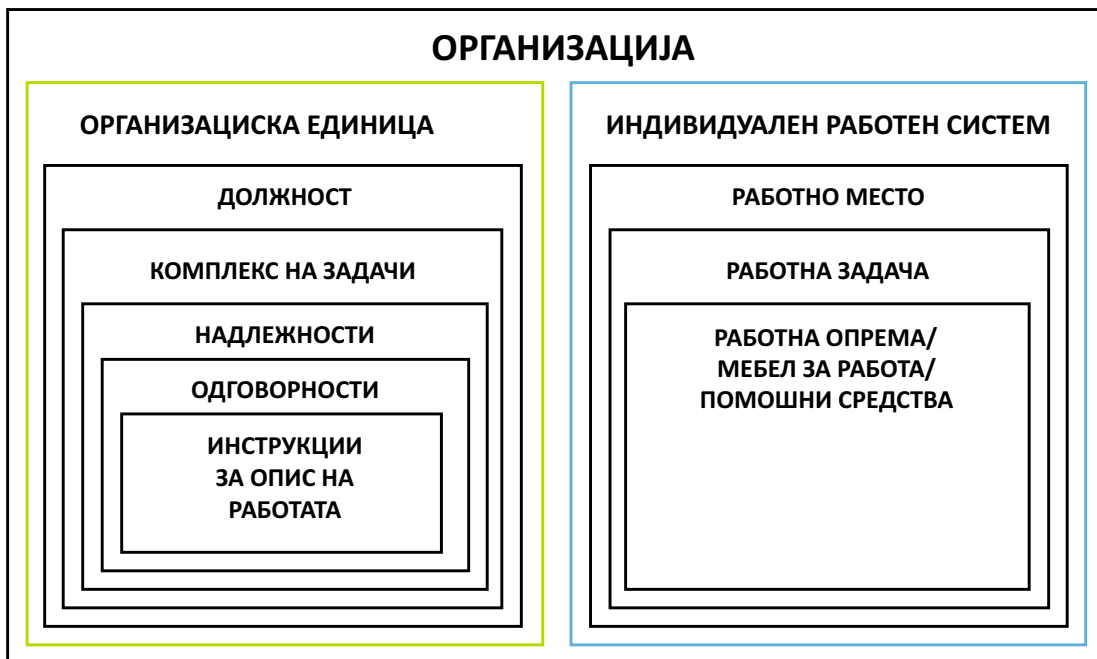 ОРГАНИЗАЦИЈА
ОРГАНИЗАЦИСКА ЕДИНИЦА
ДОЛЖНОСТ
КОМПЛЕКС НА ЗАДАЧИ
НАДЛЕЖНОСТИ
ОДГОВОРНОСТИ
ИНСТРУКЦИИ
ЗА ОПИС НА
РАБОТАТА
ИНДИВИДУАЛЕН РАБОТЕН СИСТЕМ
РАБОТНО МЕСТО
РАБОТНА ЗАДАЧА
РАБОТНА ОПРЕМА/
МЕБЕЛ ЗА РАБОТА/
ПОМОШНИ СРЕДСТВА